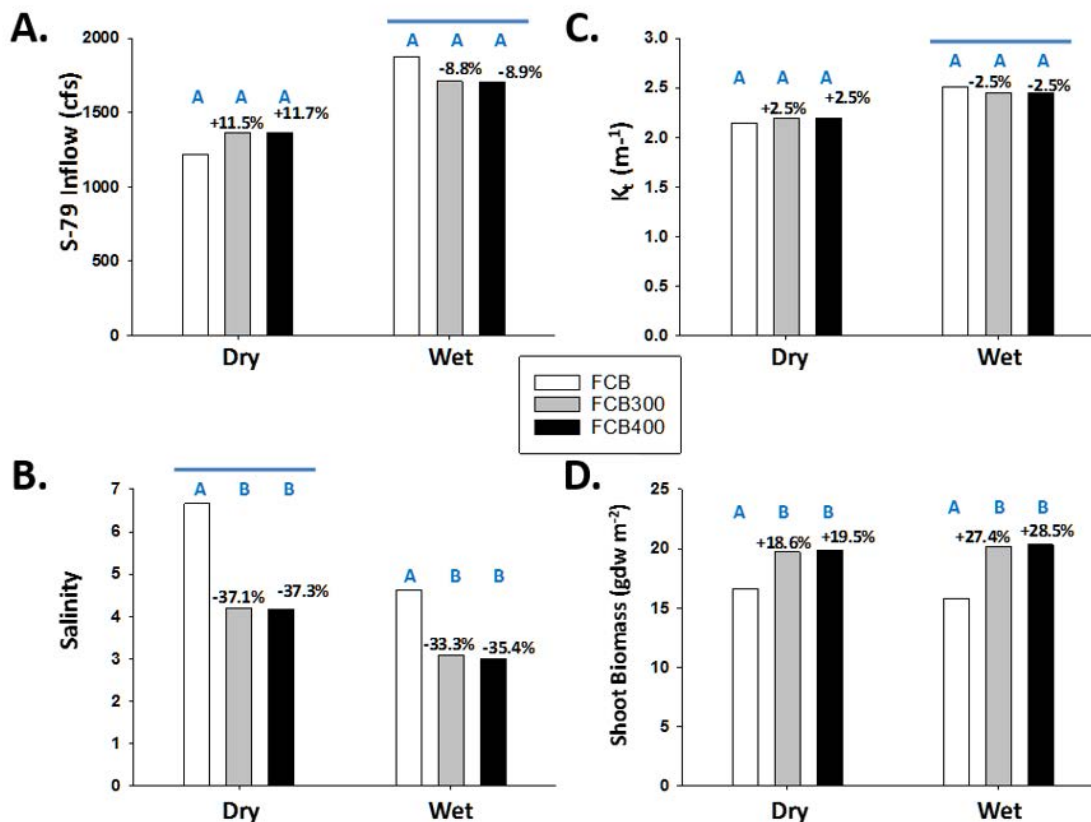 A.
S-79 Inflow (cfs)
2000
1500
1000
500
0
A A A
+11.5% +11.7%
A A A
-8.8% -8.9%
Dry Wet
C.
Kt (m-1)
3.0
2.5
2.0
1.5
1.0
0.5
0.0
A A A
+2.5% +2.5%
A A A
-2.5% -2.5%
Dry Wet
FCB
FCB300
FCB400
B.
Salinity
7
6
5
4
3
2
1
0
A B B
-37.1% -37.3%
A B B
-33.3% -35.4%
Dry Wet
D.
Shoot Biomass (gdw m-2)
25
20
15
10
5
0
A B B
+18.6% +19.5%
A B B
+27.4% +28.5%
Dry Wet